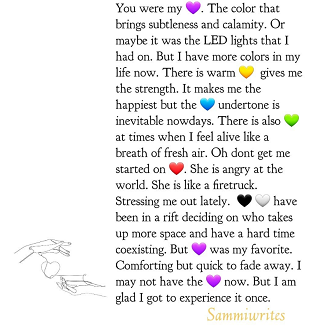 You were my 💜. The color that
brings subtleness and calamity. Or
maybe it was the LED lights that I
had on. But I have more colors in my
life now. There is warm 💛 gives me
the strength. It makes me the
happiest but the 💙 undertone is
inevitable nowdays. There is also 💚
at times when I feel alive like a
breath of fresh air. Oh dont get me
started on ❤️. She is angry at the
world. She is like a firetruck.
Stressing me out lately. 🖤 🤍 have
been in a rift deciding on who takes
up more space and have a hard time
coexisting. But 💜 was my favorite.
Comforting but quick to fade away. I
may not have the 💜 now. But I am
glad I got to experience it once.
Sammiwrites